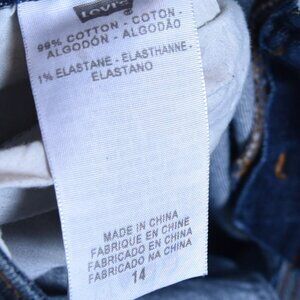 Levi's
99% COTTON - COTON -
ALGODÓN - ALGODÃO
1% ELASTANE - ELASTHANNE -
ELASTANO
MADE IN CHINA
FABRIQUE EN CHINE
FABRICADO EN CHINA
FABRICADO NA CHINA
14